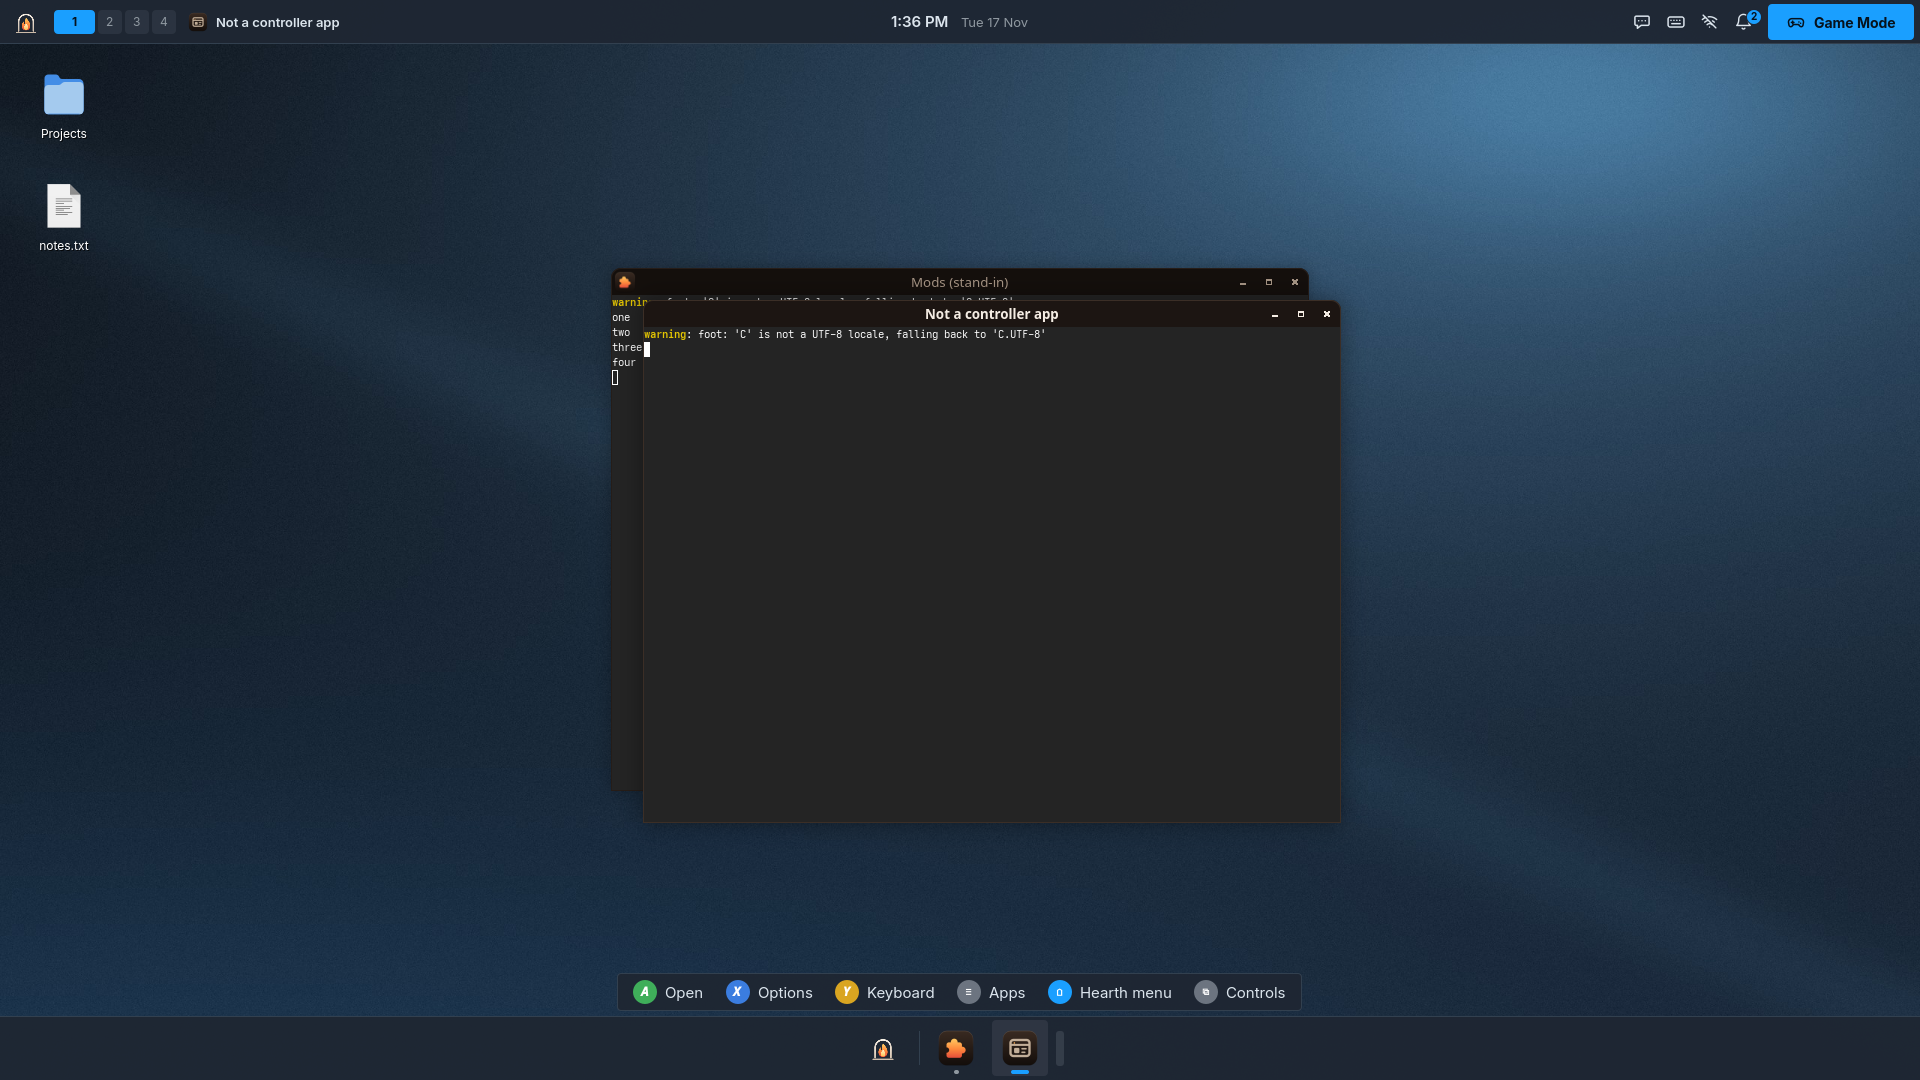 1 2 3 4 Not a controller app
1:36 PM Tue 17 Nov
2
Game Mode
Projects
notes.txt
Mods (stand-in)
warnin
one
two
three
four
Not a controller app
warning: foot: 'C' is not a UTF-8 locale, falling back to 'C.UTF-8'
A Open X Options Y Keyboard Apps Hearth menu Controls